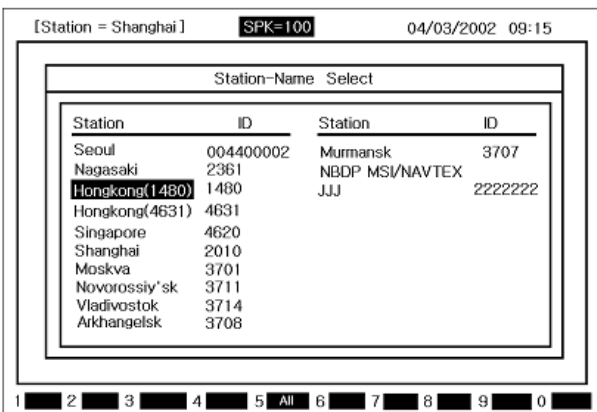 [Station = Shanghai] SPK=100 04/03/2002 09:15
Station-Name Select
Station ID Station ID
Seoul 004400002 Murmansk 3707
Nagasaki 2361 NBDP MSI/NAVTEX
Hongkong(1480) 1480 JJJ 2222222
Hongkong(4631) 4631
Singapore 4620
Shanghai 2010
Moskva 3701
Novorossiy'sk 3711
Vladivostok 3714
Arkhangelsk 3708
1 2 3 4 5 All 6 7 8 9 0